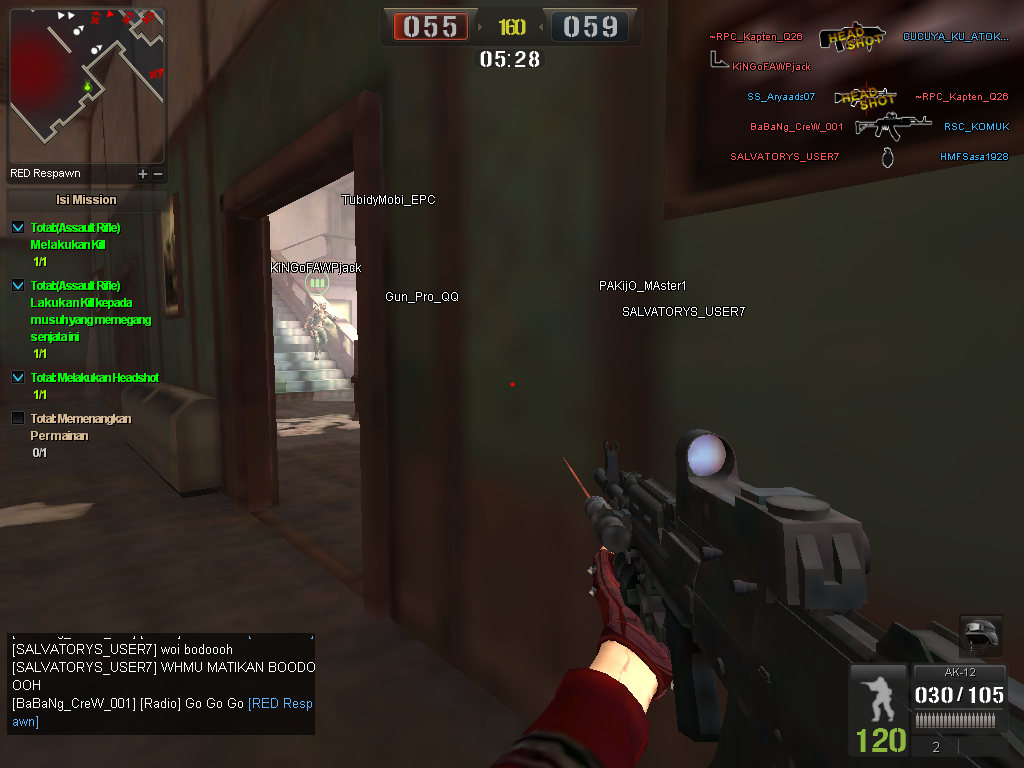 055 160 059
05:28
RED Respawn + −
Isi Mission
Total:(Assault Rifle)
Melakukan Kill
1/1
Total:(Assault Rifle)
Lakukan Kill kepada
musuh yang memegang
senjata ini
1/1
Total: Melakukan Headshot
1/1
Total: Memenangkan
Permainan
0/1
~RPC_Kapten_Q26 HEAD SHOT CUCUYA_KU_ATOK...
KiNGoFAWPjack
SS_Aryaads07 HEAD SHOT ~RPC_Kapten_Q26
BaBaNg_CreW_001 RSC_KOMUK
SALVATORYS_USER7 HMFSasa1928
TubidyMobi_EPC
KiNGoFAWPjack
Gun_Pro_QQ
PAKijO_MAster1
SALVATORYS_USER7
[SALVATORYS_USER7] woi bodoooh
[SALVATORYS_USER7] WHMU MATIKAN BOODO
OOH
[BaBaNg_CreW_001] [Radio] Go Go Go [RED Resp
awn]
AK-12
030/105
120
2